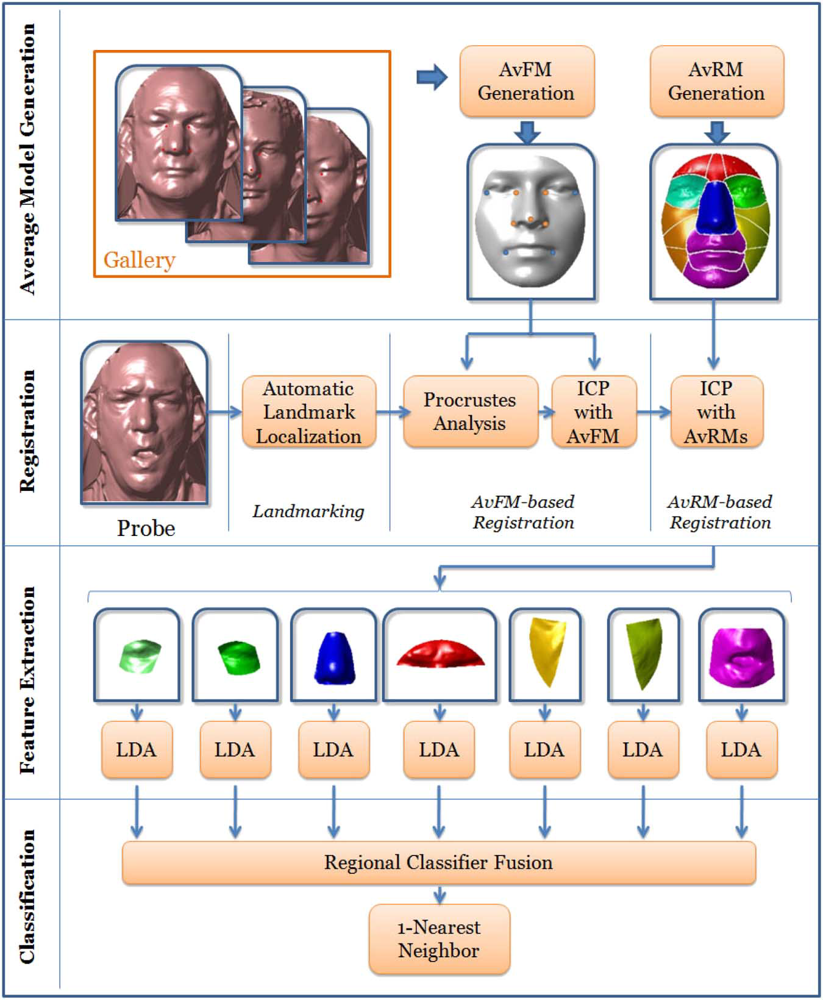 Average Model Generation
Gallery
AvFM
Generation
AvRM
Generation
Registration
Probe
Automatic
Landmark
Localization
Landmarking
Procrustes
Analysis
ICP
with
AvFM
AvFM-based
Registration
ICP
with
AvRMs
AvRM-based
Registration
Feature Extraction
LDA
LDA
LDA
LDA
LDA
LDA
LDA
Classification
Regional Classifier Fusion
1-Nearest
Neighbor